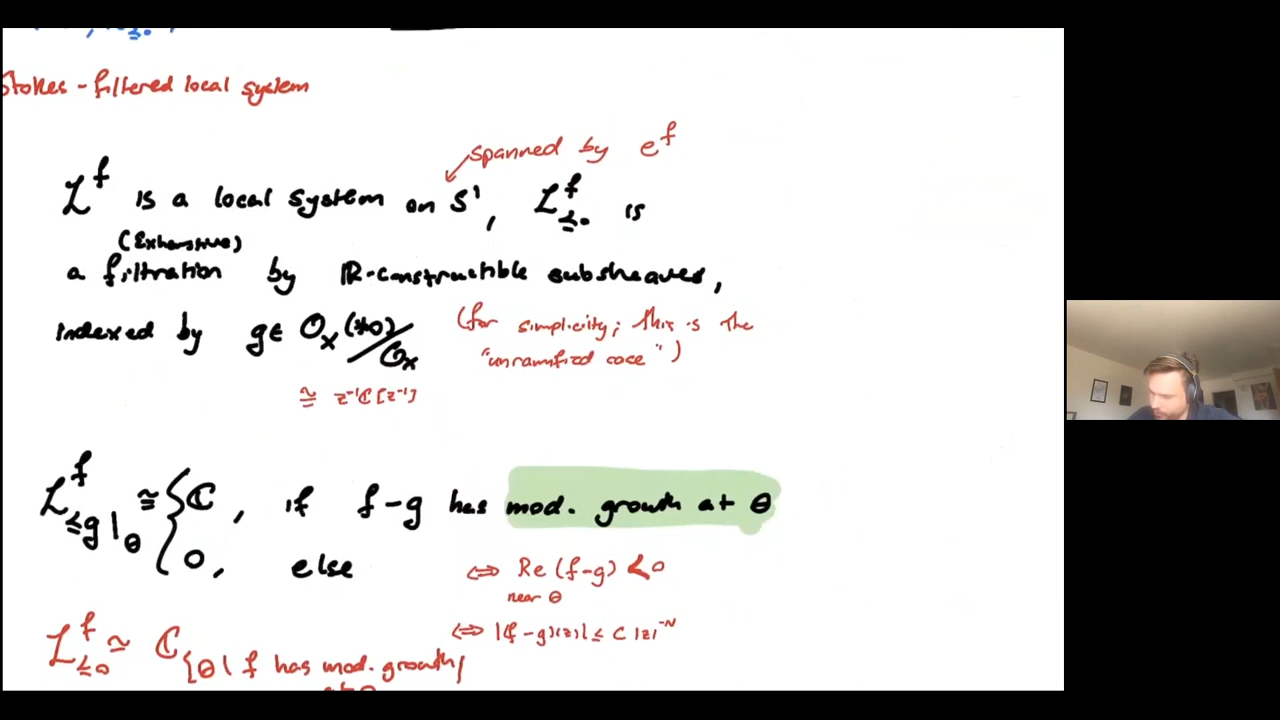 Stokes - filtered local system
spanned by e^f
L^f is a local system on S^1, L^f_{≤•} is
(Exhaustive)
a filtration by IR-constructible subsheaves,
indexed by g ∈ O_X(*0)/O_X (for simplicity; this is the
"unramified case")
≅ z^{-1}ℂ[z^{-1}]
L^f_{≤g}|_θ ≅ { ℂ, if f-g has mod. growth at θ
0, else
⇔ Re(f-g) < 0
near θ
⇔ |(f-g)(z)| ≤ C|z|^{-N}
L^f_{≤0} ≅ ℂ_{θ | f has mod. growth
at θ